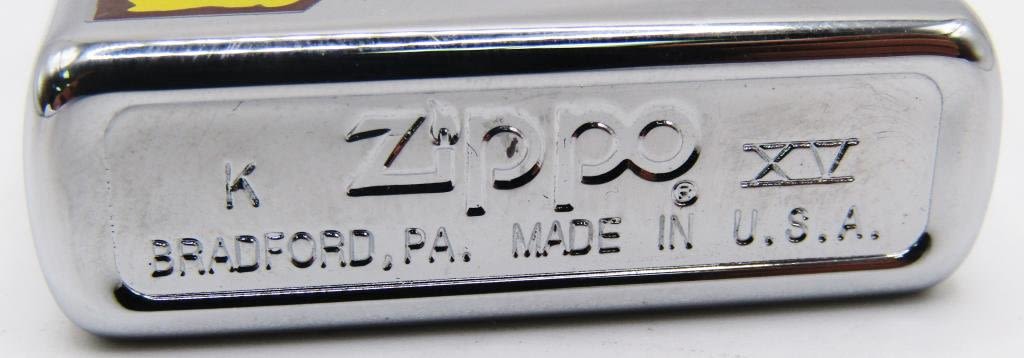 K Zippo® XV
BRADFORD, PA. MADE IN U.S.A.